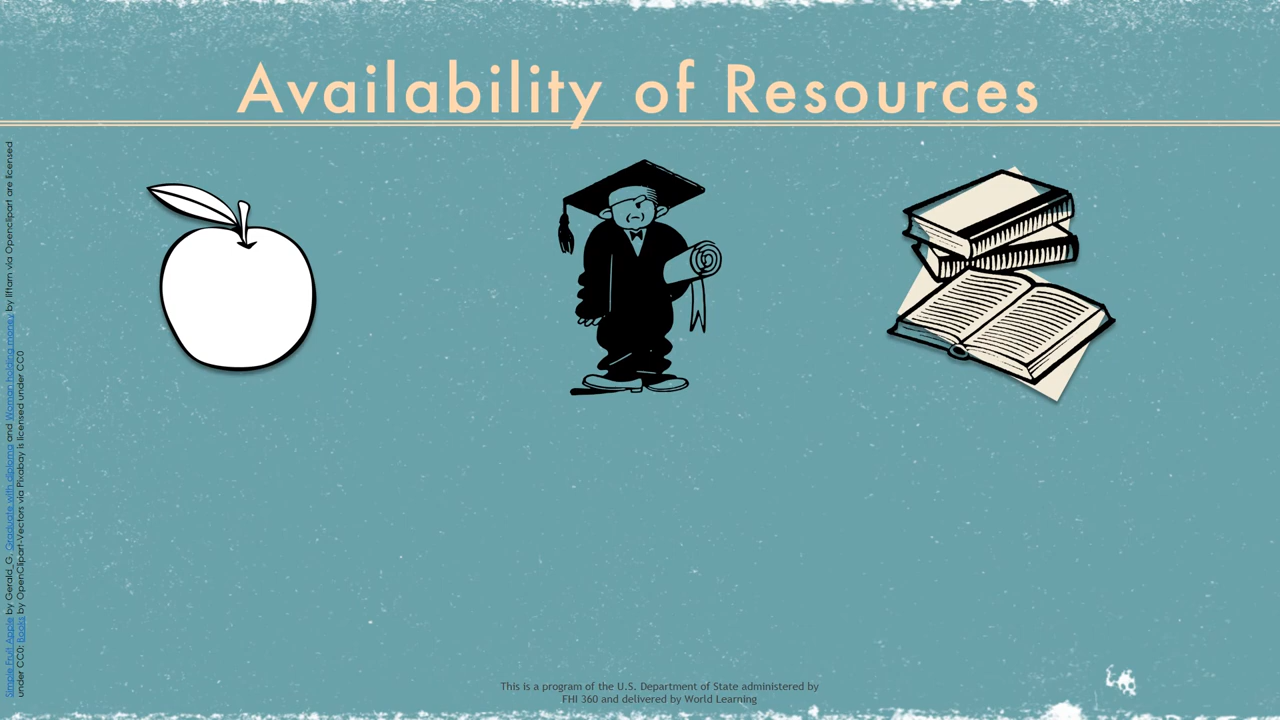 Availability of Resources
Simple Fruit Apple by Gerald_G, Graduate with diploma and Woman holding money by liftarn via Openclipart are licensed
under CC0; Books by OpenClipart-Vectors via Pixabay is licensed under CC0
This is a program of the U.S. Department of State administered by
FHI 360 and delivered by World Learning